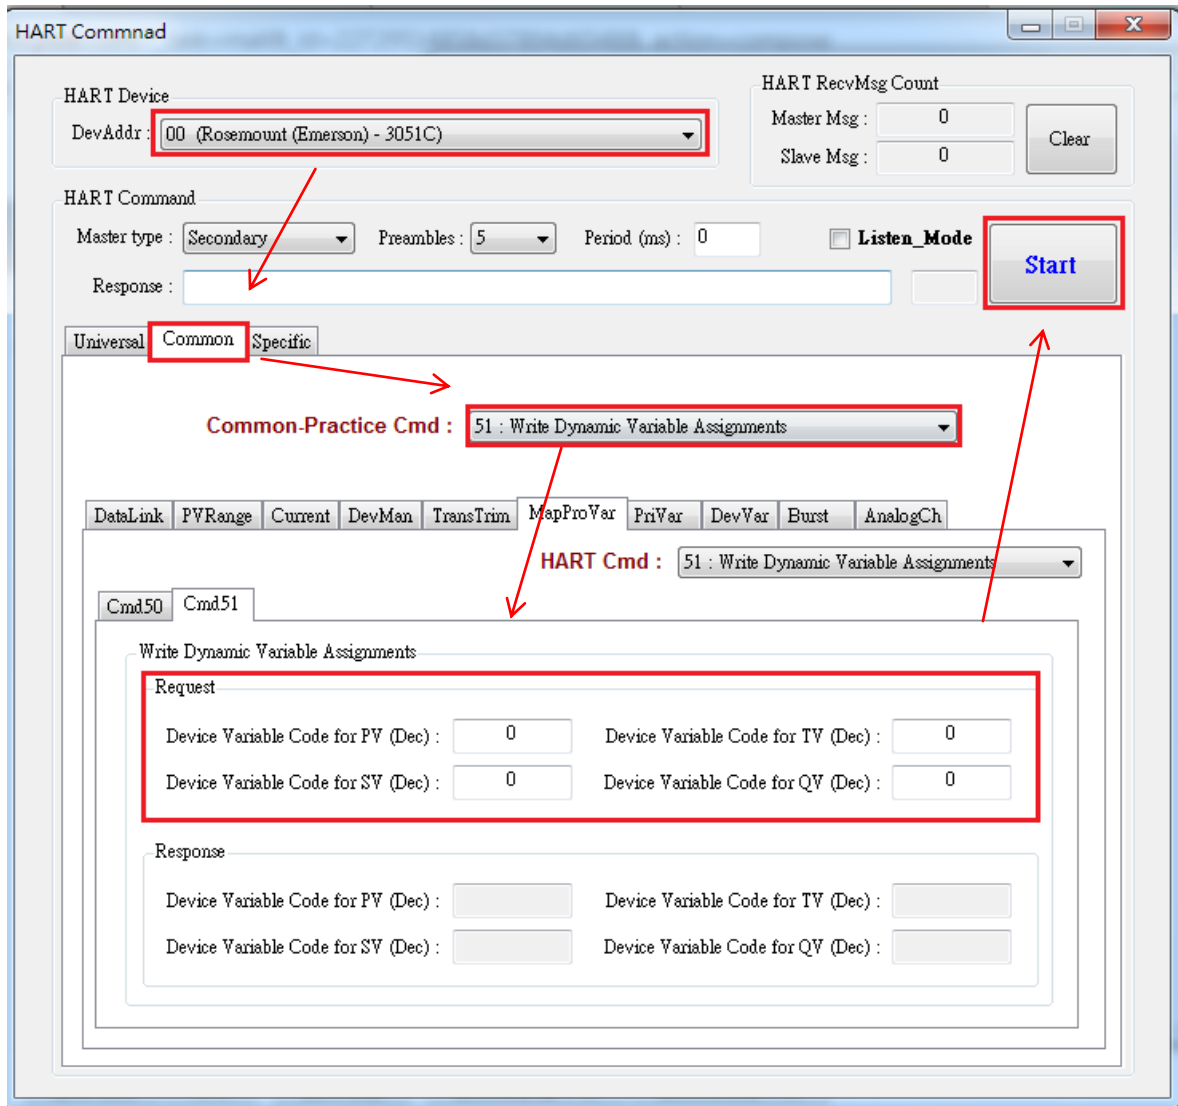 HART Commnad
HART Device
DevAddr : 00 (Rosemount (Emerson) - 3051C)
HART RecvMsg Count
Master Msg : 0
Slave Msg : 0
Clear
HART Command
Master type : Secondary Preambles : 5 Period (ms) : 0 Listen_Mode
Start
Response :
Universal Common Specific
Common-Practice Cmd : 51 : Write Dynamic Variable Assignments
DataLink PVRange Current DevMan TransTrim MapProVar PriVar DevVar Burst AnalogCh
HART Cmd : 51 : Write Dynamic Variable Assignments
Cmd50 Cmd51
Write Dynamic Variable Assignments
Request
Device Variable Code for PV (Dec) : 0 Device Variable Code for TV (Dec) : 0
Device Variable Code for SV (Dec) : 0 Device Variable Code for QV (Dec) : 0
Response
Device Variable Code for PV (Dec) : Device Variable Code for TV (Dec) :
Device Variable Code for SV (Dec) : Device Variable Code for QV (Dec) :